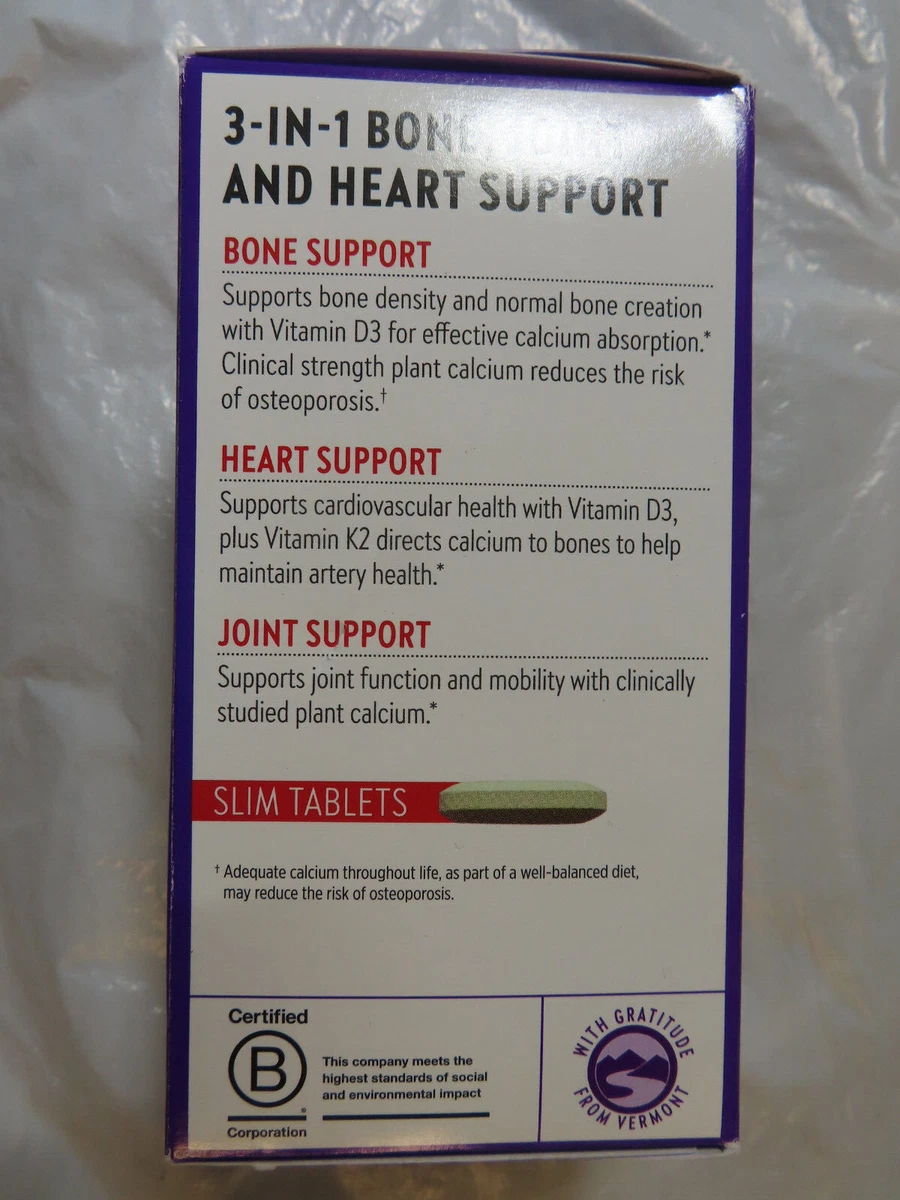 3-IN-1 BONE
AND HEART SUPPORT
BONE SUPPORT
Supports bone density and normal bone creation
with Vitamin D3 for effective calcium absorption.*
Clinical strength plant calcium reduces the risk
of osteoporosis.†
HEART SUPPORT
Supports cardiovascular health with Vitamin D3,
plus Vitamin K2 directs calcium to bones to help
maintain artery health.*
JOINT SUPPORT
Supports joint function and mobility with clinically
studied plant calcium.*
SLIM TABLETS
† Adequate calcium throughout life, as part of a well-balanced diet,
may reduce the risk of osteoporosis.
Certified
B
®
Corporation
This company meets the
highest standards of social
and environmental impact
WITH GRATITUDE
FROM VERMONT